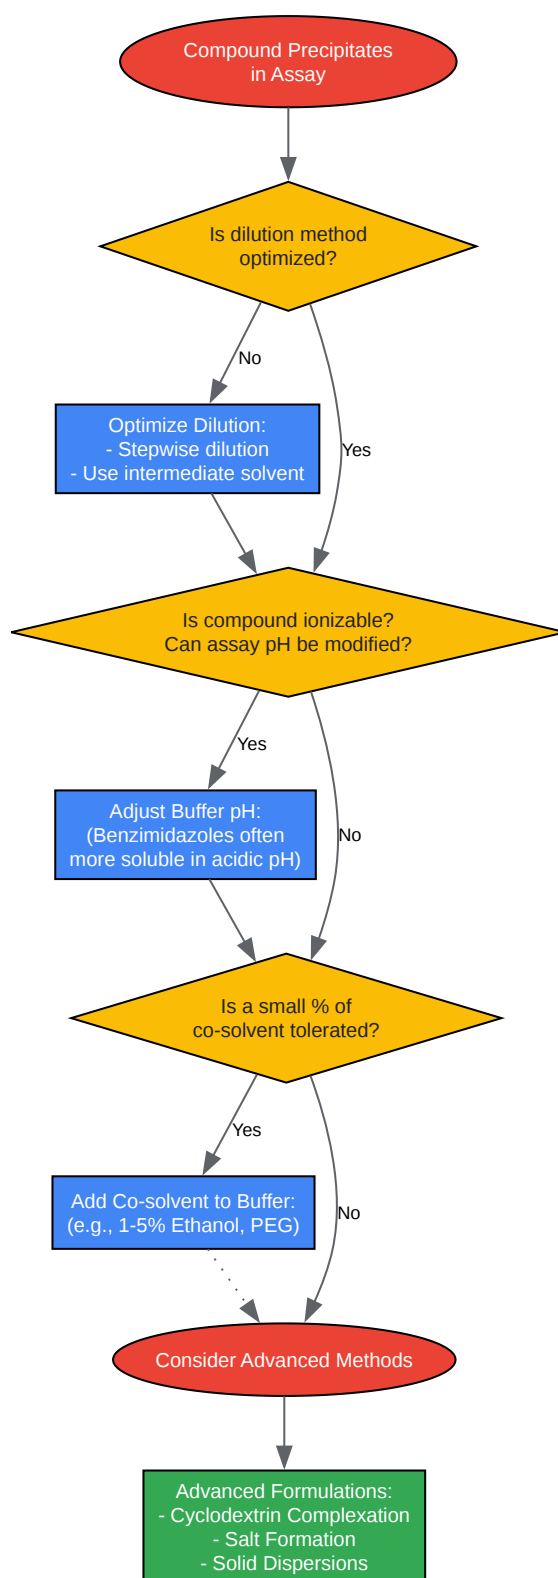 Compound Precipitates
in Assay
Is dilution method
optimized?
No
Yes
Optimize Dilution:
- Stepwise dilution
- Use intermediate solvent
Is compound ionizable?
Can assay pH be modified?
Yes
No
Adjust Buffer pH:
(Benzimidazoles often
more soluble in acidic pH)
Is a small % of
co-solvent tolerated?
Yes
No
Add Co-solvent to Buffer:
(e.g., 1-5% Ethanol, PEG)
Consider Advanced Methods
Advanced Formulations:
- Cyclodextrin Complexation
- Salt Formation
- Solid Dispersions